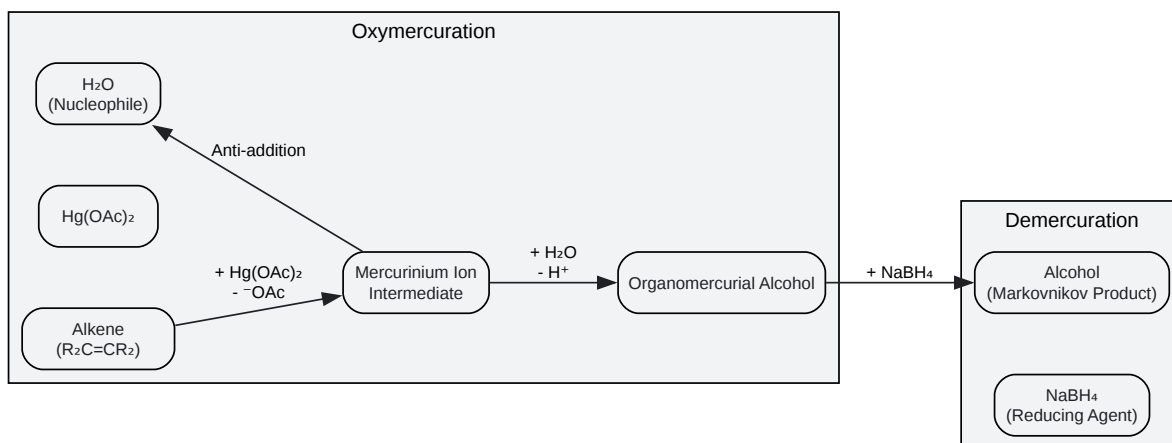 Oxymercuration
H₂O
(Nucleophile)
Anti-addition
Hg(OAc)₂
+ Hg(OAc)₂
- ⁻OAc
Mercurinium Ion
Intermediate
+ H₂O
- H⁺
Organomercurial Alcohol
Alkene
(R₂C=CR₂)
+ NaBH₄
Demercuration
Alcohol
(Markovnikov Product)
NaBH₄
(Reducing Agent)